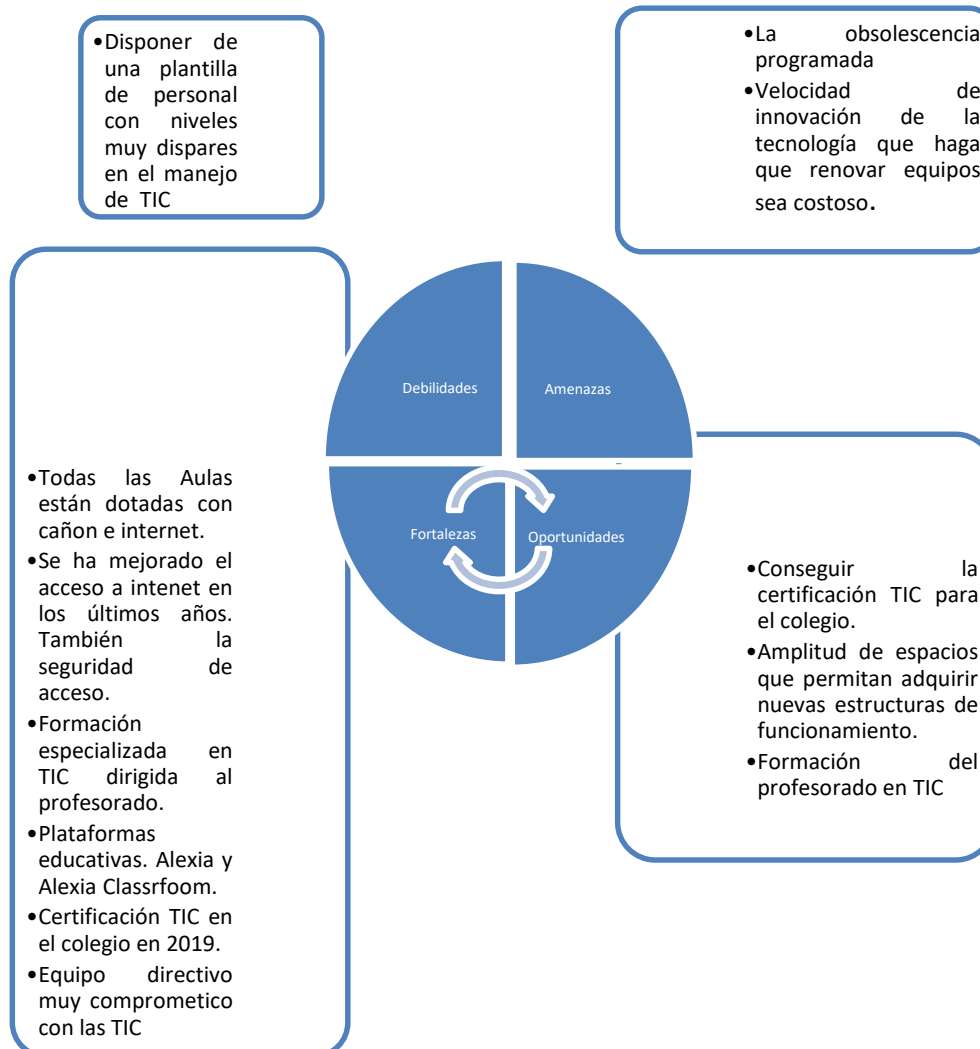 •Disponer de
una plantilla
de personal
con niveles
muy dispares
en el manejo
de TIC
•La obsolescencia
programada
•Velocidad de
innovación de la
tecnología que haga
que renovar equipos
sea costoso.
Debilidades
Amenazas
Fortalezas
Oportunidades
•Todas las Aulas
están dotadas con
cañon e internet.
•Se ha mejorado el
acceso a intenet en
los últimos años.
También la
seguridad de
acceso.
•Formación
especializada en
TIC dirigida al
profesorado.
•Plataformas
educativas. Alexia y
Alexia Classrfoom.
•Certificación TIC en
el colegio en 2019.
•Equipo directivo
muy comprometico
con las TIC
•Conseguir la
certificación TIC para
el colegio.
•Amplitud de espacios
que permitan adquirir
nuevas estructuras de
funcionamiento.
•Formación del
profesorado en TIC